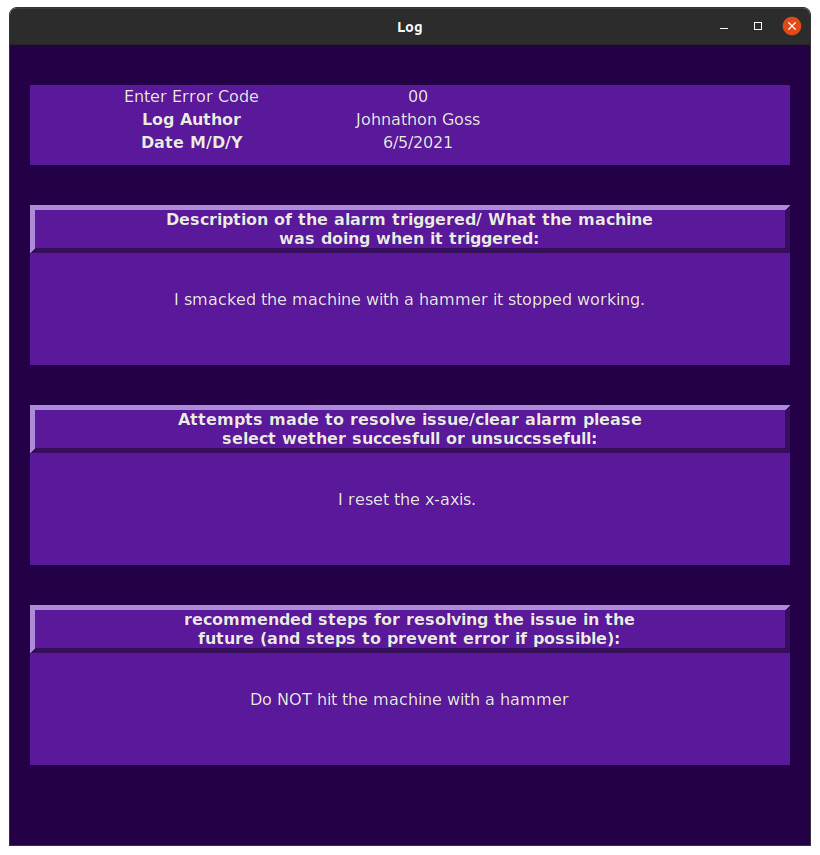 Log
Enter Error Code 00
Log Author Johnathon Goss
Date M/D/Y 6/5/2021
Description of the alarm triggered/ What the machine
was doing when it triggered:
I smacked the machine with a hammer it stopped working.
Attempts made to resolve issue/clear alarm please
select wether succesfull or unsuccssefull:
I reset the x-axis.
recommended steps for resolving the issue in the
future (and steps to prevent error if possible):
Do NOT hit the machine with a hammer